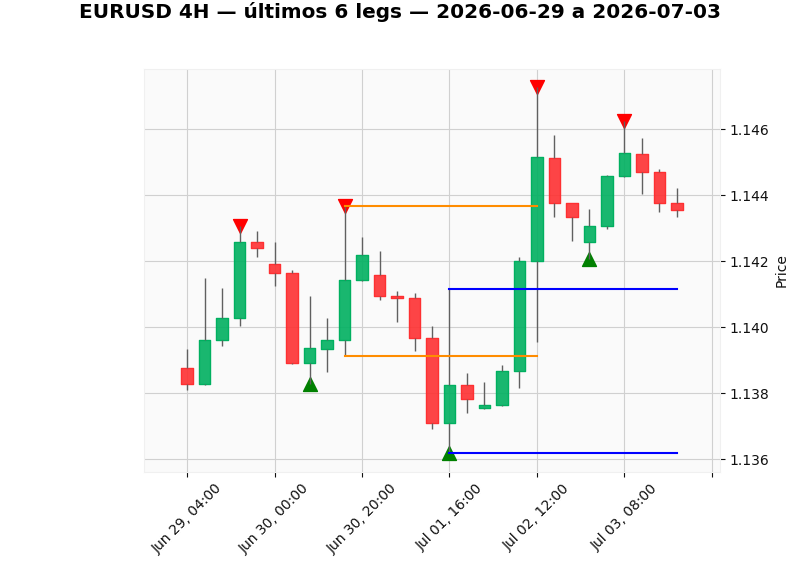 EURUSD 4H — últimos 6 legs — 2026-06-29 a 2026-07-03
1.146
1.144
1.142
1.140
1.138
1.136
Price
Jun 29, 04:00
Jun 30, 00:00
Jun 30, 20:00
Jul 01, 16:00
Jul 02, 12:00
Jul 03, 08:00